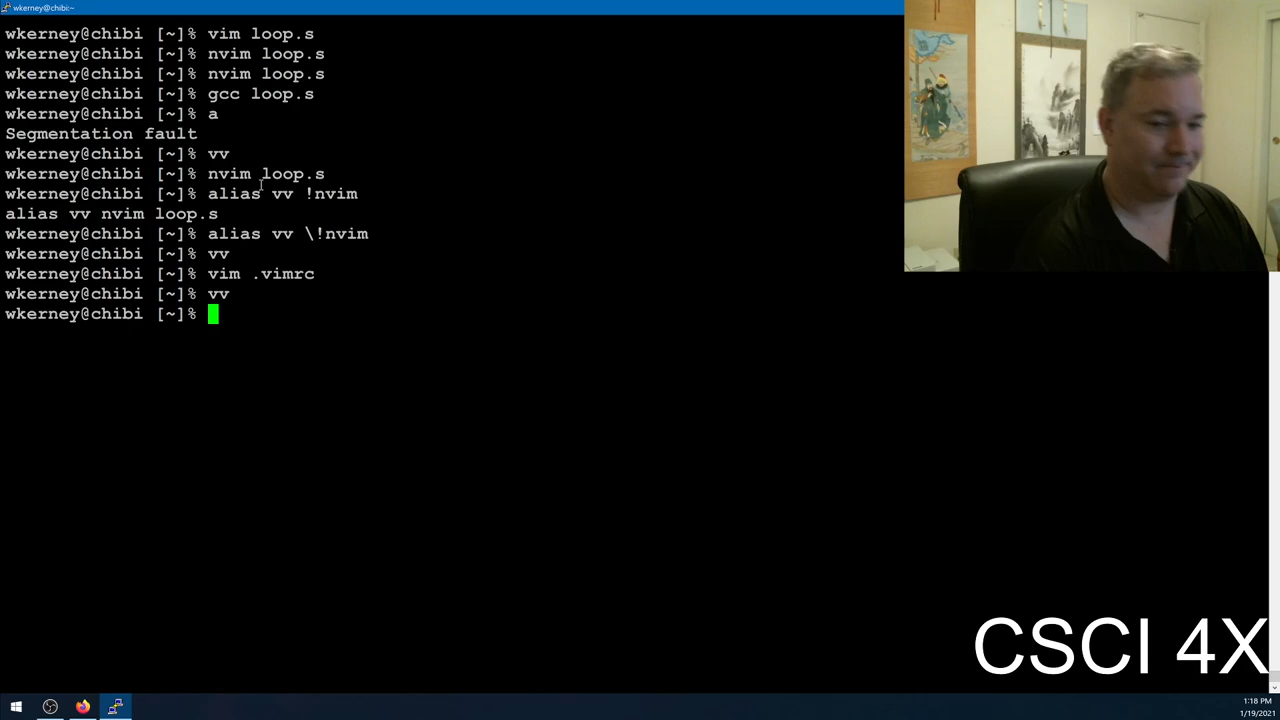 wkerney@chibi:~
wkerney@chibi [~]% vim loop.s
wkerney@chibi [~]% nvim loop.s
wkerney@chibi [~]% nvim loop.s
wkerney@chibi [~]% gcc loop.s
wkerney@chibi [~]% a
Segmentation fault
wkerney@chibi [~]% vv
wkerney@chibi [~]% nvim loop.s
wkerney@chibi [~]% alias vv !nvim
alias vv nvim loop.s
wkerney@chibi [~]% alias vv \!nvim
wkerney@chibi [~]% vv
wkerney@chibi [~]% vim .vimrc
wkerney@chibi [~]% vv
wkerney@chibi [~]%
CSCI 4X
1:18 PM
1/19/2021